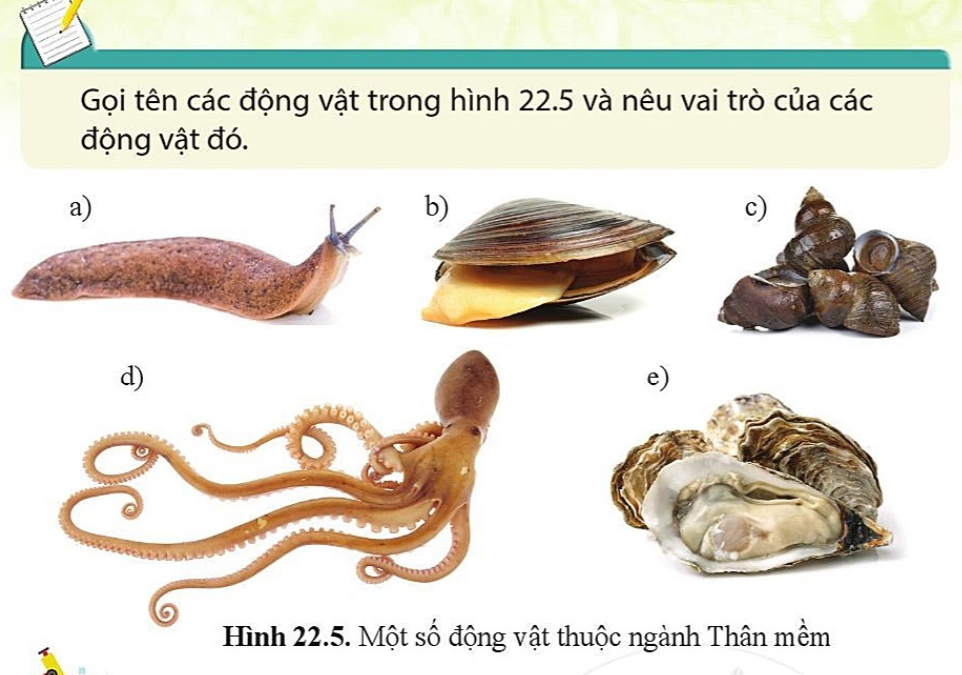 Gọi tên các động vật trong hình 22.5 và nêu vai trò của các
động vật đó.
a)
b)
c)
d)
e)
Hình 22.5. Một số động vật thuộc ngành Thân mềm